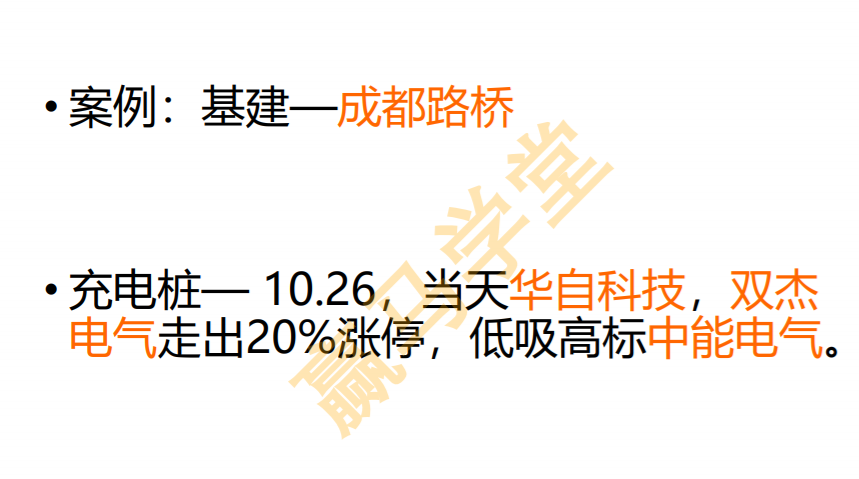 • 案例：基建—成都路桥
• 充电桩— 10.26，当天华自科技，双杰
电气走出20%涨停，低吸高标中能电气。
赢马学堂